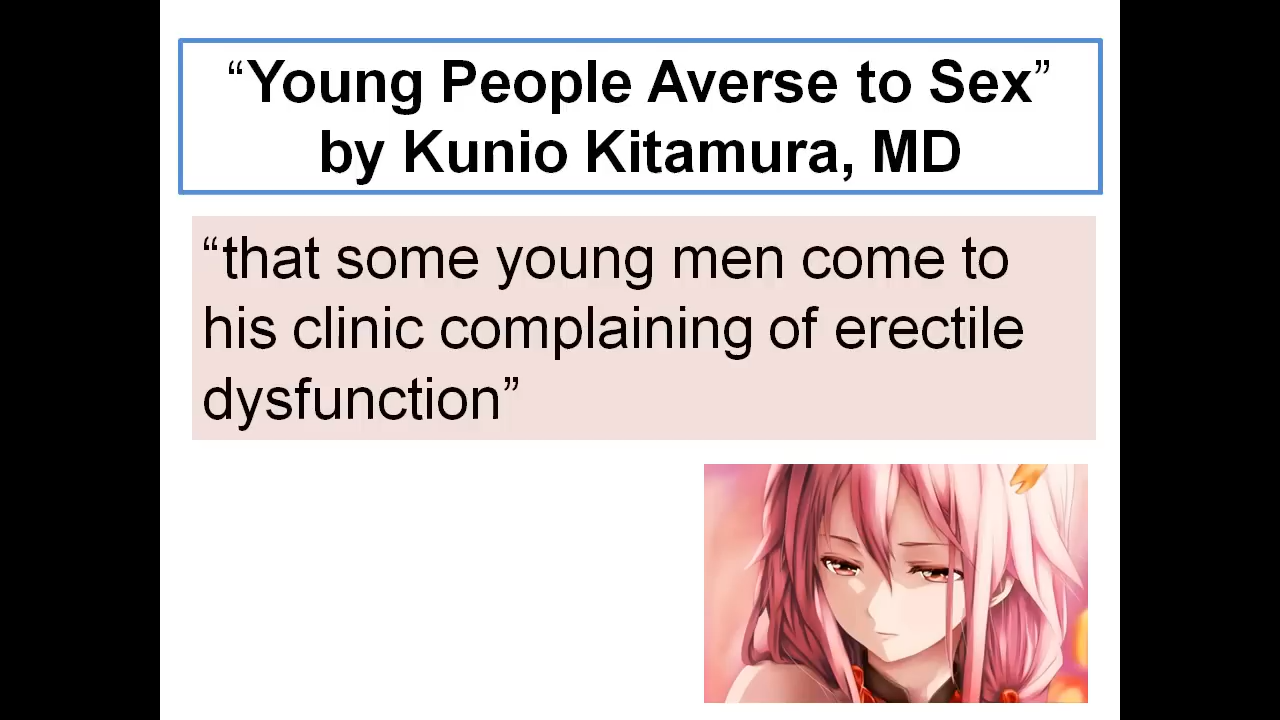 “Young People Averse to Sex”
by Kunio Kitamura, MD
“that some young men come to
his clinic complaining of erectile
dysfunction”